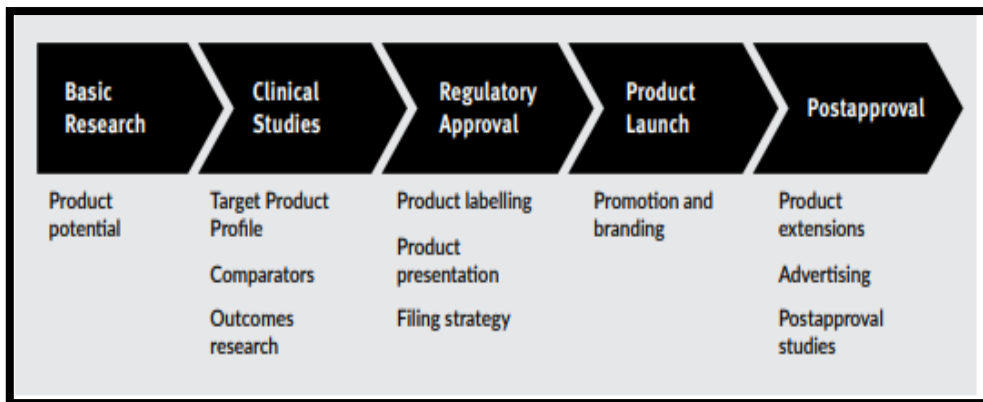 Basic
Research
Clinical
Studies
Regulatory
Approval
Product
Launch
Postapproval
Product
potential
Target Product
Profile
Comparators
Outcomes
research
Product labelling
Product
presentation
Filing strategy
Promotion and
branding
Product
extensions
Advertising
Postapproval
studies